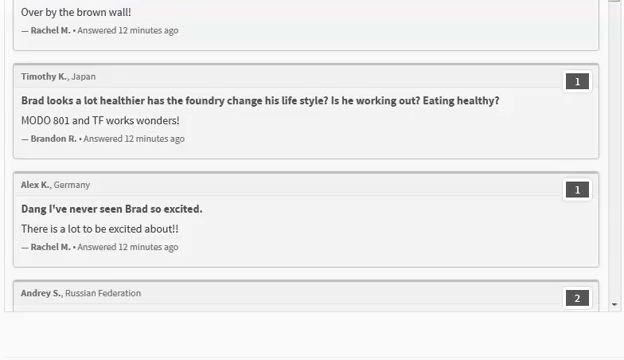 Over by the brown wall!
— Rachel M. • Answered 12 minutes ago
Timothy K., Japan
1
Brad looks a lot healthier has the foundry change his life style? Is he working out? Eating healthy?
MODO 801 and TF works wonders!
— Brandon R. • Answered 12 minutes ago
Alex K., Germany
1
Dang I've never seen Brad so excited.
There is a lot to be excited about!!
— Rachel M. • Answered 12 minutes ago
Andrey S., Russian Federation
2